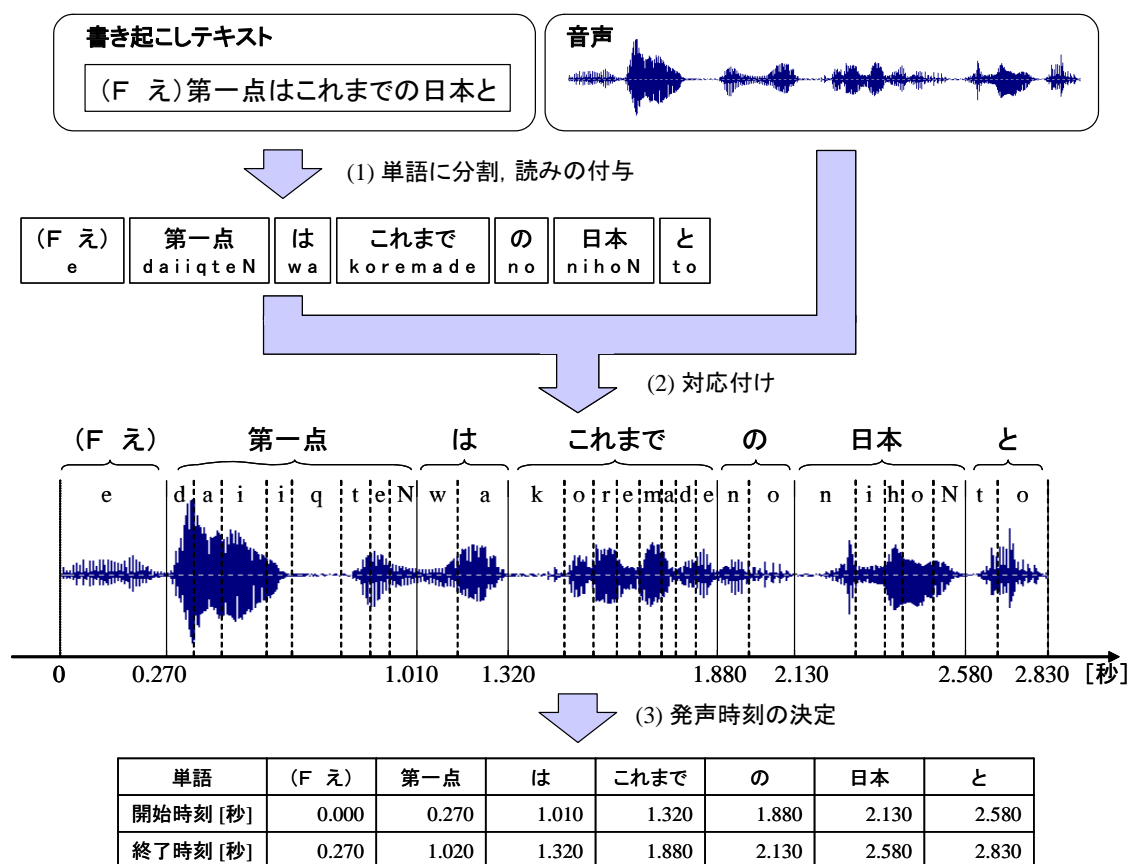 書き起こしテキスト
(F え)第一点はこれまでの日本と
音声
(1) 単語に分割, 読みの付与
(F え) 第一点 は これまで の 日本 と
e daiiqteN wa koremade no nihoN to
(2) 対応付け
(F え) 第一点 は これまで の 日本 と
e d a i i q t e N w a k o r e m a d e n o n i h o N t o
0 0.270 1.010 1.320 1.880 2.130 2.580 2.830 [秒]
(3) 発声時刻の決定
単語 (F え) 第一点 は これまで の 日本 と
開始時刻 [秒] 0.000 0.270 1.010 1.320 1.880 2.130 2.580
終了時刻 [秒] 0.270 1.020 1.320 1.880 2.130 2.580 2.830